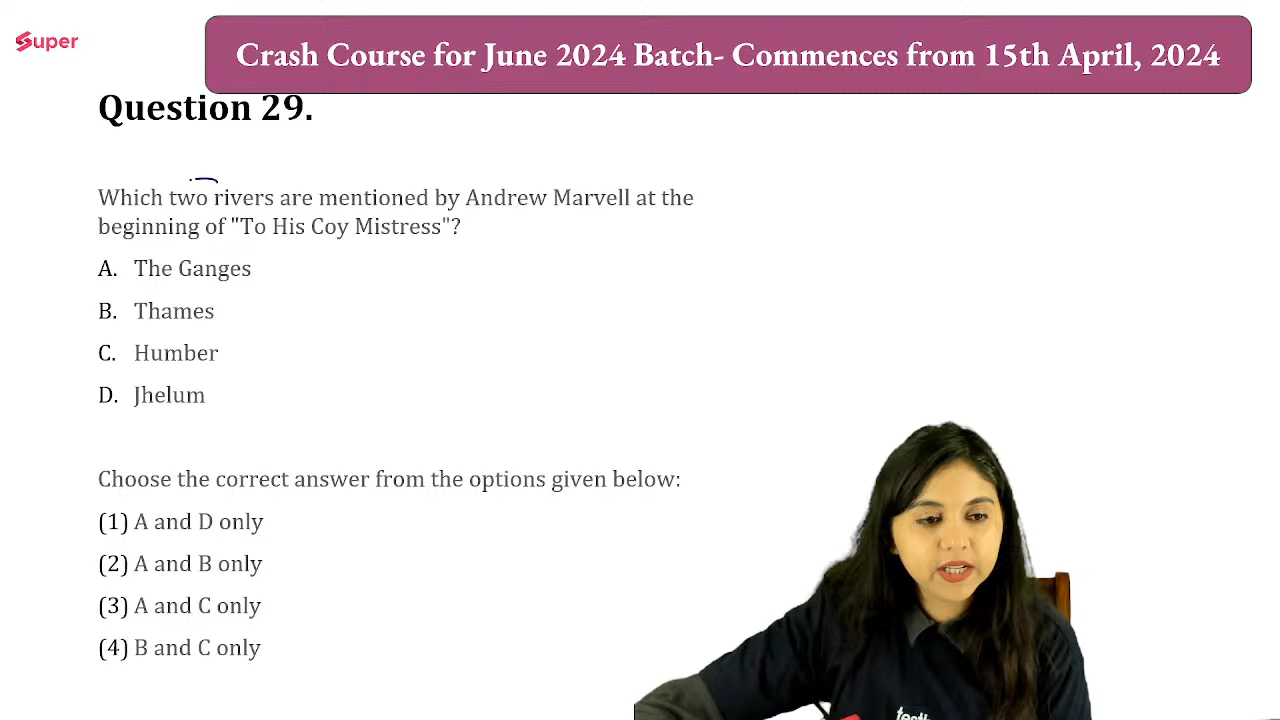 Super
Crash Course for June 2024 Batch- Commences from 15th April, 2024
Question 29.
Which two rivers are mentioned by Andrew Marvell at the
beginning of "To His Coy Mistress"?
A. The Ganges
B. Thames
C. Humber
D. Jhelum
Choose the correct answer from the options given below:
(1) A and D only
(2) A and B only
(3) A and C only
(4) B and C only